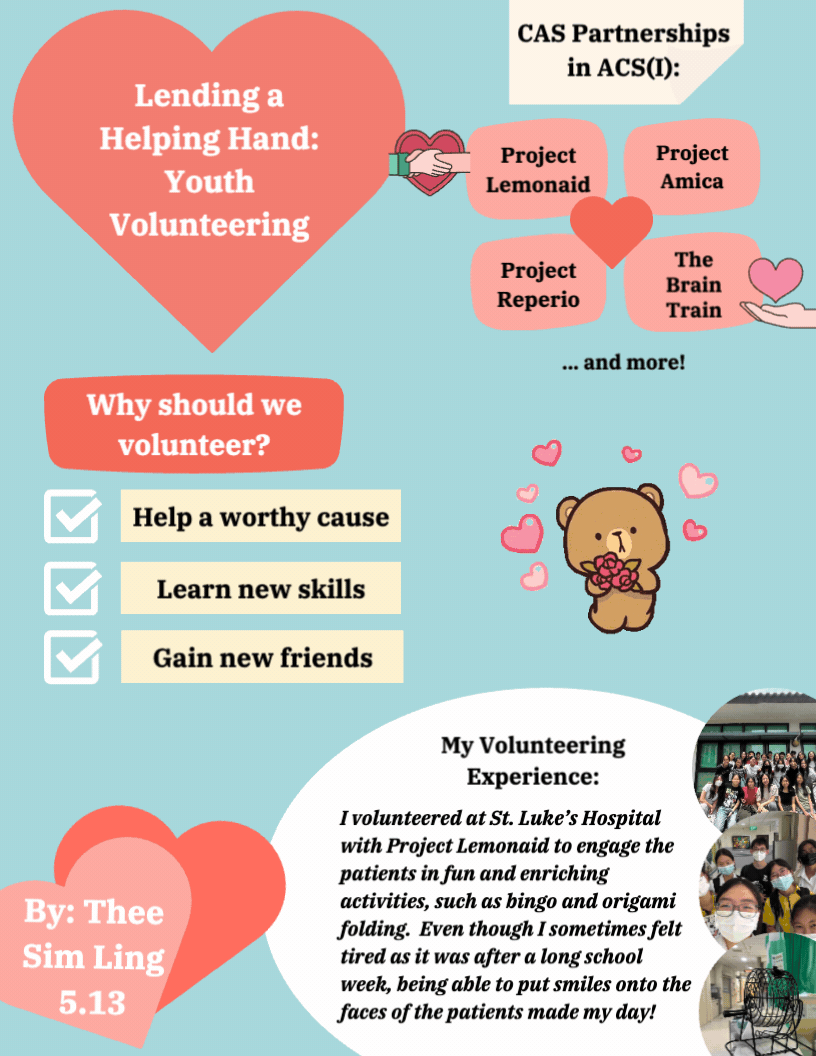 Lending a
Helping Hand:
Youth
Volunteering
CAS Partnerships
in ACS(I):
Project
Lemonaid
Project
Amica
Project
Reperio
The
Brain
Train
... and more!
Why should we
volunteer?
Help a worthy cause
Learn new skills
Gain new friends
My Volunteering
Experience:
I volunteered at St. Luke's Hospital
with Project Lemonaid to engage the
patients in fun and enriching
activities, such as bingo and origami
folding. Even though I sometimes felt
tired as it was after a long school
week, being able to put smiles onto the
faces of the patients made my day!
By: Thee
Sim Ling
5.13